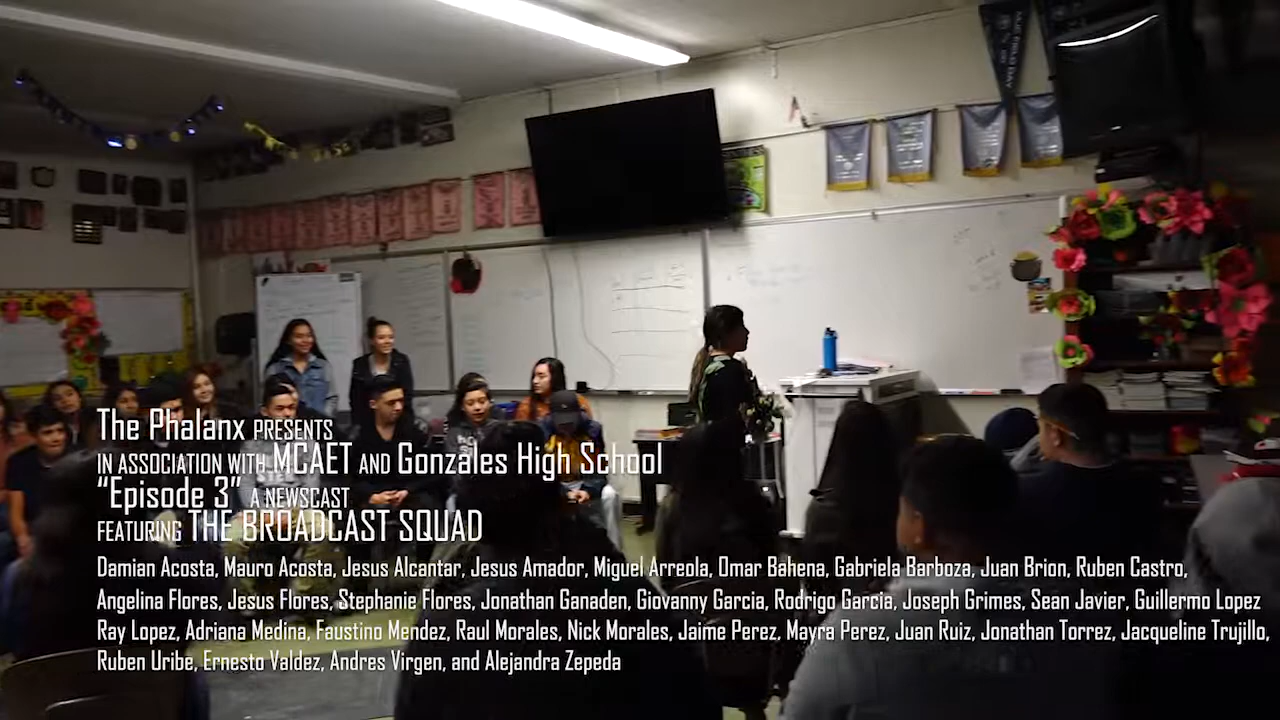 The Phalanx PRESENTS
IN ASSOCIATION WITH MCAET AND Gonzales High School
“Episode 3” A NEWSCAST
FEATURING THE BROADCAST SQUAD
Damian Acosta, Mauro Acosta, Jesus Alcantar, Jesus Amador, Miguel Arreola, Omar Bahena, Gabriela Barboza, Juan Brion, Ruben Castro,
Angelina Flores, Jesus Flores, Stephanie Flores, Jonathan Ganaden, Giovanny Garcia, Rodrigo Garcia, Joseph Grimes, Sean Javier, Guillermo Lopez
Ray Lopez, Adriana Medina, Faustino Mendez, Raul Morales, Nick Morales, Jaime Perez, Mayra Perez, Juan Ruiz, Jonathan Torrez, Jacqueline Trujillo,
Ruben Uribe, Ernesto Valdez, Andres Virgen, and Alejandra Zepeda